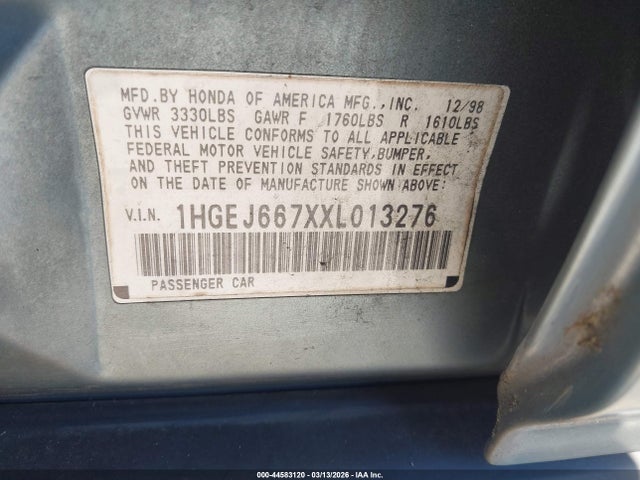 MFD.BY HONDA OF AMERICA MFG.,INC. 12/98
GVWR 3330LBS GAWR F 1760LBS R 1610LBS
THIS VEHICLE CONFORMS TO ALL APPLICABLE
FEDERAL MOTOR VEHICLE SAFETY,BUMPER,
AND THEFT PREVENTION STANDARDS IN EFFECT
ON THE DATE OF MANUFACTURE SHOWN ABOVE:
V.I.N. 1HGEJ667XXL013276
PASSENGER CAR
000-44583120 | 03/13/2026 | IAA Inc.